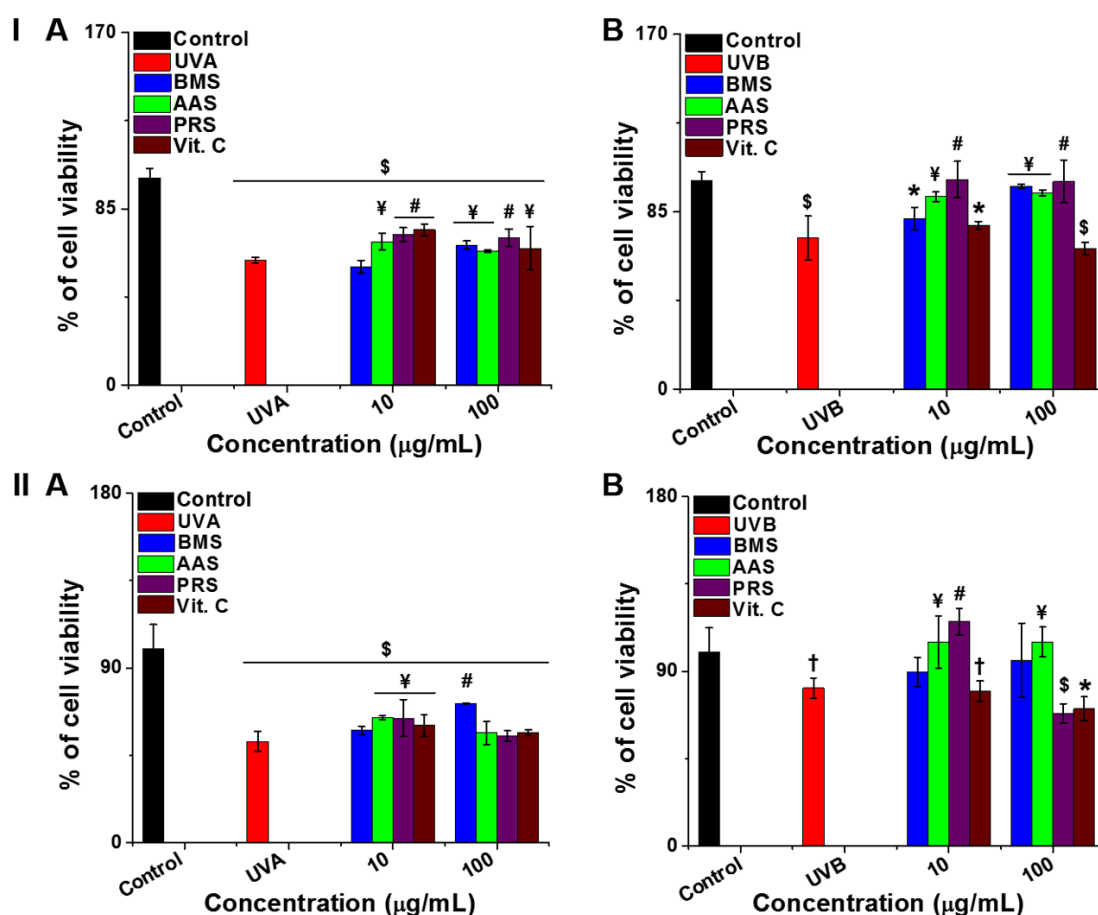 I A
170
85
0
% of cell viability
Control
UVA
BMS
AAS
PRS
Vit. C
$
¥ # ¥ # ¥
Control UVA 10 100
Concentration (µg/mL)
B
170
85
0
% of cell viability
Control
UVB
BMS
AAS
PRS
Vit. C
$ * ¥ # * ¥ # $
Control UVB 10 100
Concentration (µg/mL)
II A
180
90
0
% of cell viability
Control
UVA
BMS
AAS
PRS
Vit. C
$
¥ #
Control UVA 10 100
Concentration (µg/mL)
B
180
90
0
% of cell viability
Control
UVB
BMS
AAS
PRS
Vit. C
† ¥ # † ¥ $ *
Control UVB 10 100
Concentration (µg/mL)